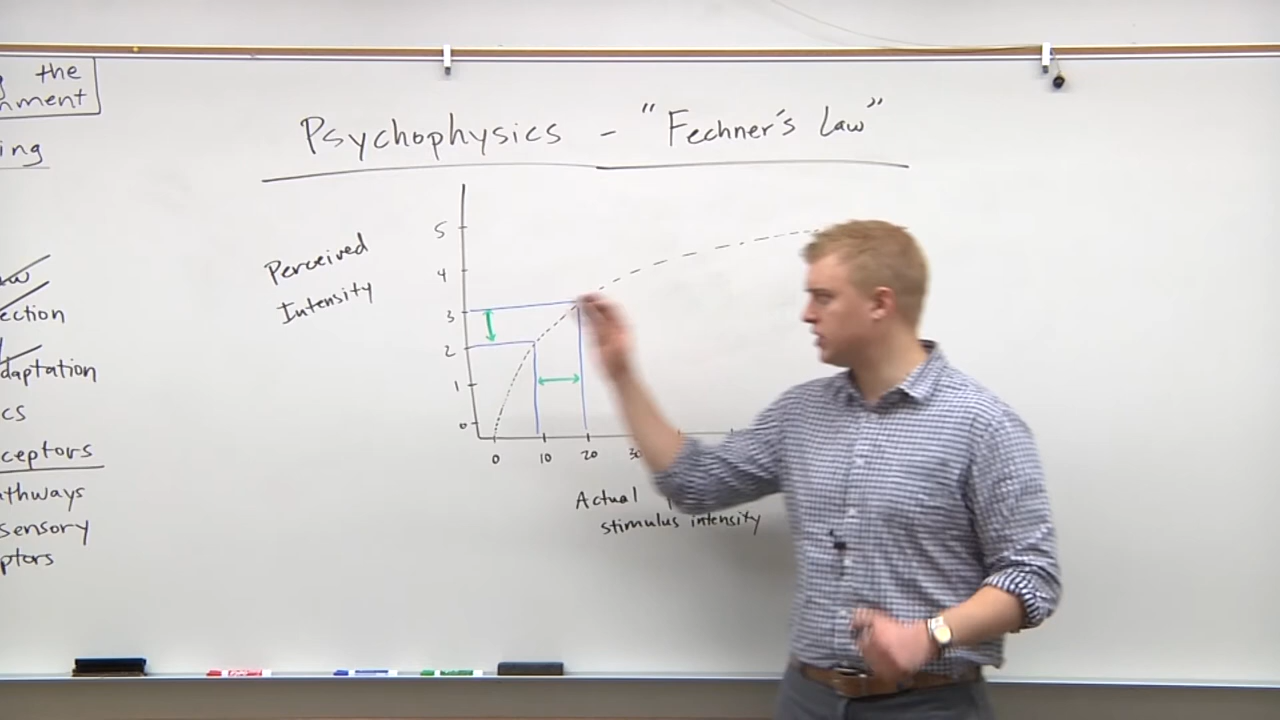 the
nment
ing
ection
daptation
cs
ceptors
thways
sensory
ptors
Psychophysics - "Fechner's Law"
Perceived
Intensity
5
4
3
2
1
0
0 10 20 30
Actual
stimulus intensity